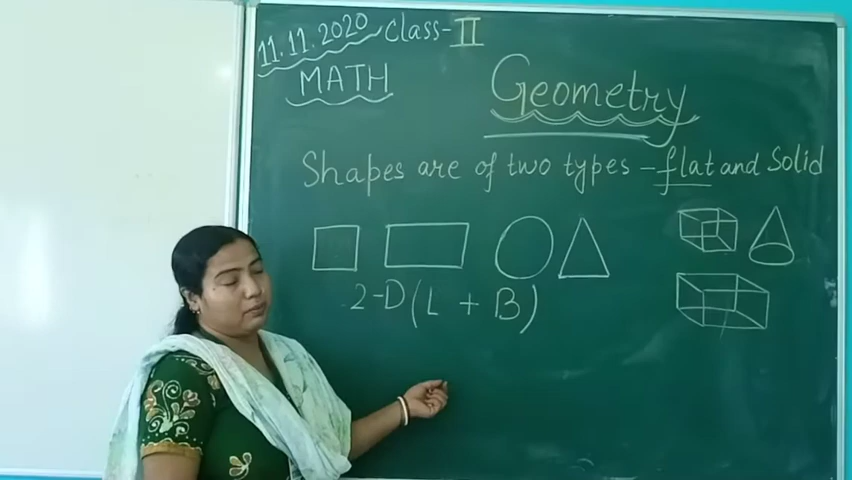 11.11.2020 Class-II
MATH
Geometry
Shapes are of two types - flat and Solid
2-D (L + B)